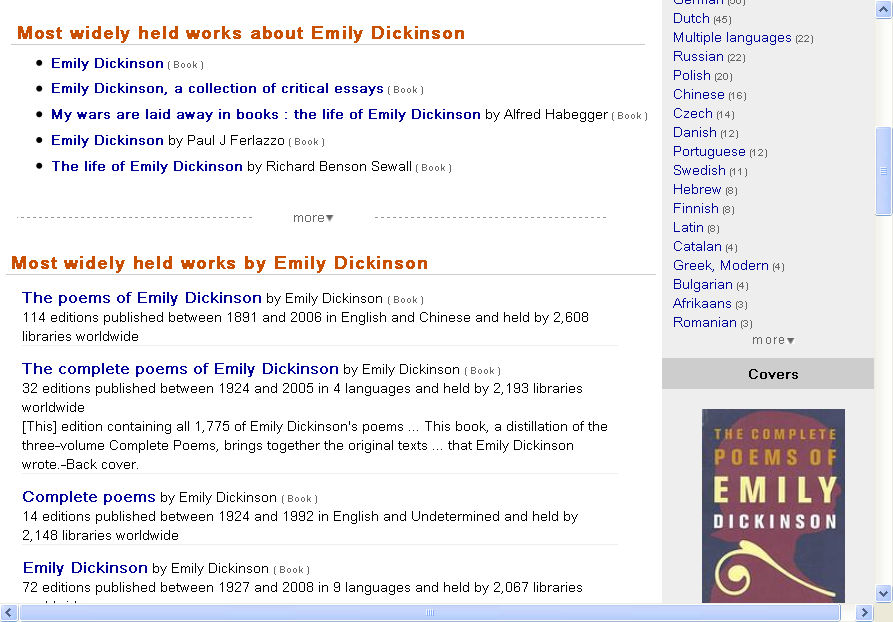 Most widely held works about Emily Dickinson
Emily Dickinson ( Book )
Emily Dickinson, a collection of critical essays ( Book )
My wars are laid away in books : the life of Emily Dickinson by Alfred Habegger ( Book )
Emily Dickinson by Paul J Ferlazzo ( Book )
The life of Emily Dickinson by Richard Benson Sewall ( Book )
more▼
Most widely held works by Emily Dickinson
The poems of Emily Dickinson by Emily Dickinson ( Book )
114 editions published between 1891 and 2006 in English and Chinese and held by 2,608
libraries worldwide
The complete poems of Emily Dickinson by Emily Dickinson ( Book )
32 editions published between 1924 and 2005 in 4 languages and held by 2,193 libraries
worldwide
[This] edition containing all 1,775 of Emily Dickinson's poems ... This book, a distillation of the
three-volume Complete Poems, brings together the original texts ... that Emily Dickinson
wrote.-Back cover.
Complete poems by Emily Dickinson ( Book )
14 editions published between 1924 and 1992 in English and Undetermined and held by
2,148 libraries worldwide
Emily Dickinson by Emily Dickinson ( Book )
72 editions published between 1927 and 2008 in 9 languages and held by 2,067 libraries
German (50)
Dutch (45)
Multiple languages (22)
Russian (22)
Polish (20)
Chinese (16)
Czech (14)
Danish (12)
Portuguese (12)
Swedish (11)
Hebrew (8)
Finnish (8)
Latin (8)
Catalan (4)
Greek, Modern (4)
Bulgarian (4)
Afrikaans (3)
Romanian (3)
more▼
Covers
THE COMPLETE
POEMS OF
EMILY
DICKINSON